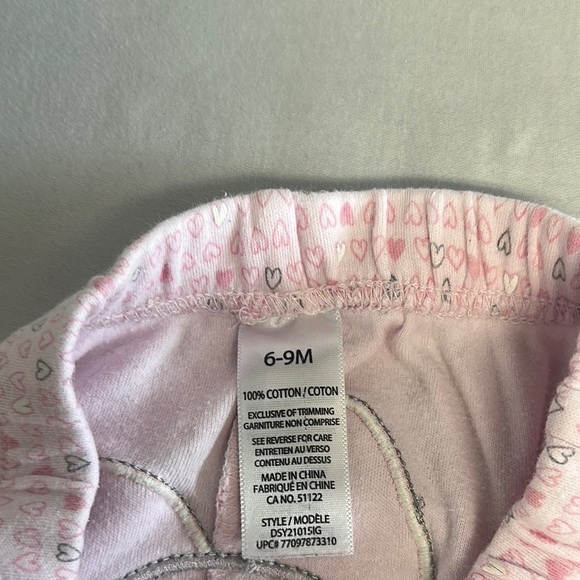 6-9M
100% COTTON / COTON
EXCLUSIVE OF TRIMMING
GARNITURE NON COMPRISE
SEE REVERSE FOR CARE
ENTRETIEN AU VERSO
CONTENU AU DESSUS
MADE IN CHINA
FABRIQUÉ EN CHINE
CA NO. 51122
STYLE / MODÈLE
DSY21015IG
UPC# 77097873310